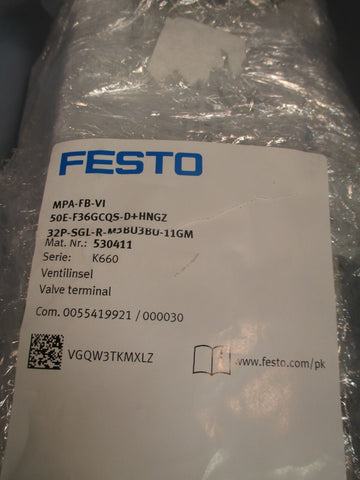 FESTO
MPA-FB-VI
50E-F36GCQS-D+HNGZ
32P-SGL-R-M3BU3BU-11GM
Mat. Nr.: 530411
Serie: K660
Ventilinsel
Valve terminal
Com. 0055419921 / 000030
VGQW3TKMXLZ
www.festo.com/pk